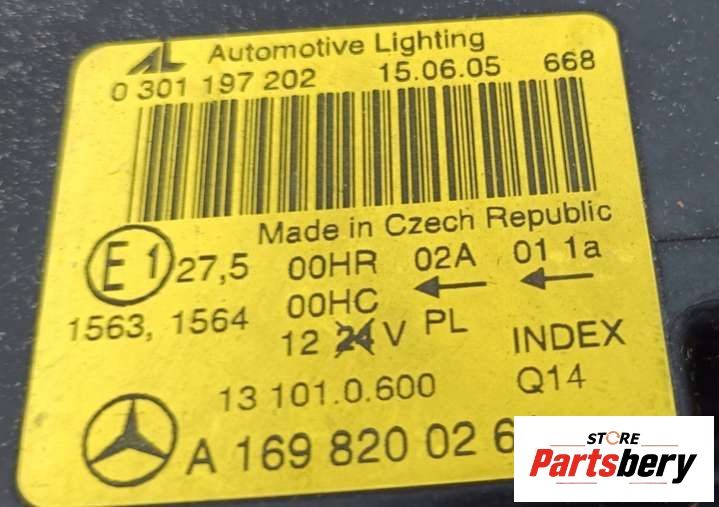 AL Automotive Lighting
0 301 197 202 15.06.05 668
Made in Czech Republic
E1 27,5 00HR 02A 01 1a
1563, 1564 00HC ← ←
12 24 V PL INDEX
13 101.0.600 Q14
A 169 820 02 6
STORE
Partsbery